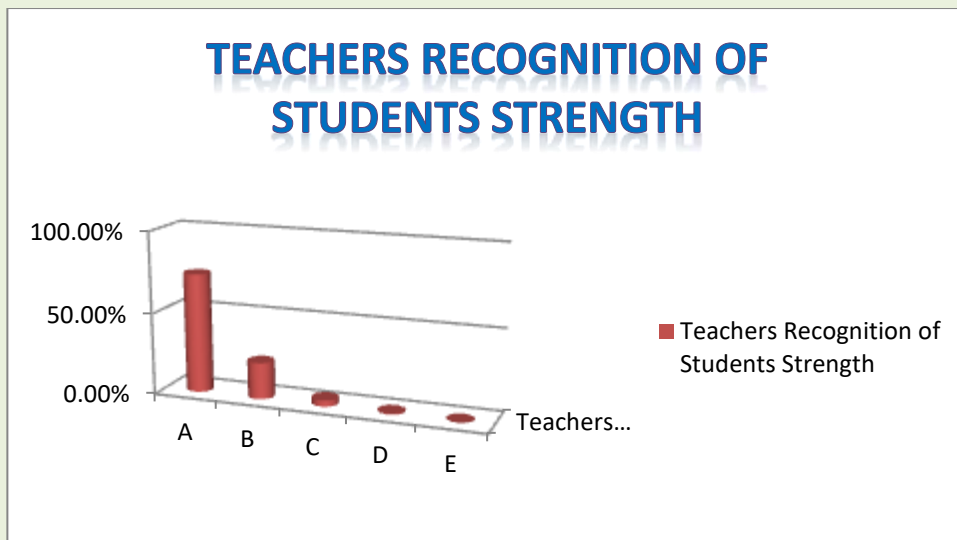 TEACHERS RECOGNITION OF
STUDENTS STRENGTH
100.00%
50.00%
0.00%
A
B
C
D
E
Teachers...
Teachers Recognition of
Students Strength